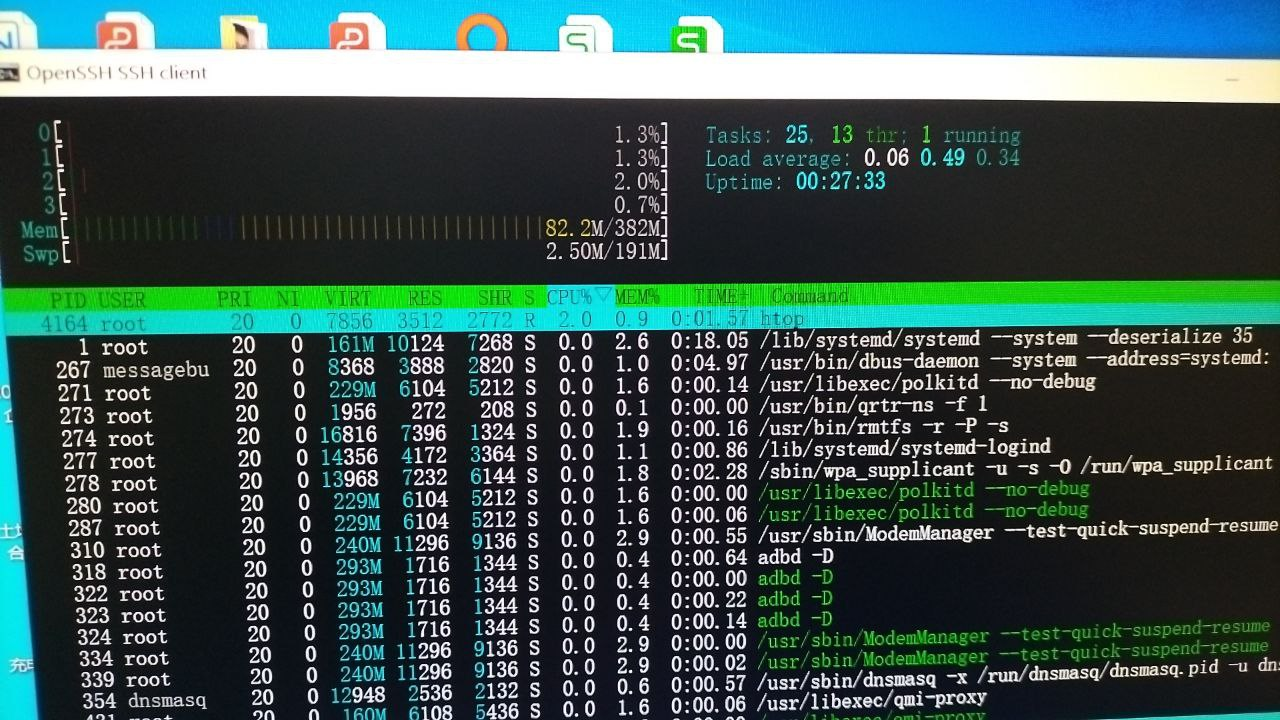 OpenSSH SSH client
0[ 1.3%] Tasks: 25, 13 thr; 1 running
1[ 1.3%] Load average: 0.06 0.49 0.34
2[ 2.0%] Uptime: 00:27:33
3[ 0.7%]
Mem[ 82.2M/382M]
Swp[ 2.50M/191M]
PID USER PRI NI VIRT RES SHR S CPU%▽MEM% TIME+ Command
4164 root 20 0 7856 3512 2772 R 2.0 0.9 0:01.57 htop
1 root 20 0 161M 10124 7268 S 0.0 2.6 0:18.05 /lib/systemd/systemd --system --deserialize 35
267 messagebu 20 0 8368 3888 2820 S 0.0 1.0 0:04.97 /usr/bin/dbus-daemon --system --address=systemd:
271 root 20 0 229M 6104 5212 S 0.0 1.6 0:00.14 /usr/libexec/polkitd --no-debug
273 root 20 0 1956 272 208 S 0.0 0.1 0:00.00 /usr/bin/qrtr-ns -f 1
274 root 20 0 16816 7396 1324 S 0.0 1.9 0:00.16 /usr/bin/rmtfs -r -P -s
277 root 20 0 14356 4172 3364 S 0.0 1.1 0:00.86 /lib/systemd/systemd-logind
278 root 20 0 13968 7232 6144 S 0.0 1.8 0:02.28 /sbin/wpa_supplicant -u -s -O /run/wpa_supplicant
280 root 20 0 229M 6104 5212 S 0.0 1.6 0:00.00 /usr/libexec/polkitd --no-debug
287 root 20 0 229M 6104 5212 S 0.0 1.6 0:00.06 /usr/libexec/polkitd --no-debug
310 root 20 0 240M 11296 9136 S 0.0 2.9 0:00.55 /usr/sbin/ModemManager --test-quick-suspend-resume
318 root 20 0 293M 1716 1344 S 0.0 0.4 0:00.64 adbd -D
322 root 20 0 293M 1716 1344 S 0.0 0.4 0:00.00 adbd -D
323 root 20 0 293M 1716 1344 S 0.0 0.4 0:00.22 adbd -D
324 root 20 0 293M 1716 1344 S 0.0 0.4 0:00.14 adbd -D
334 root 20 0 240M 11296 9136 S 0.0 2.9 0:00.00 /usr/sbin/ModemManager --test-quick-suspend-resume
339 root 20 0 240M 11296 9136 S 0.0 2.9 0:00.02 /usr/sbin/ModemManager --test-quick-suspend-resume
354 dnsmasq 20 0 12948 2536 2132 S 0.0 0.6 0:00.57 /usr/sbin/dnsmasq -x /run/dnsmasq/dnsmasq.pid -u
20 0 160M 6108 5436 S 0.0 1.6 0:00.06 /usr/libexec/qmi-proxy